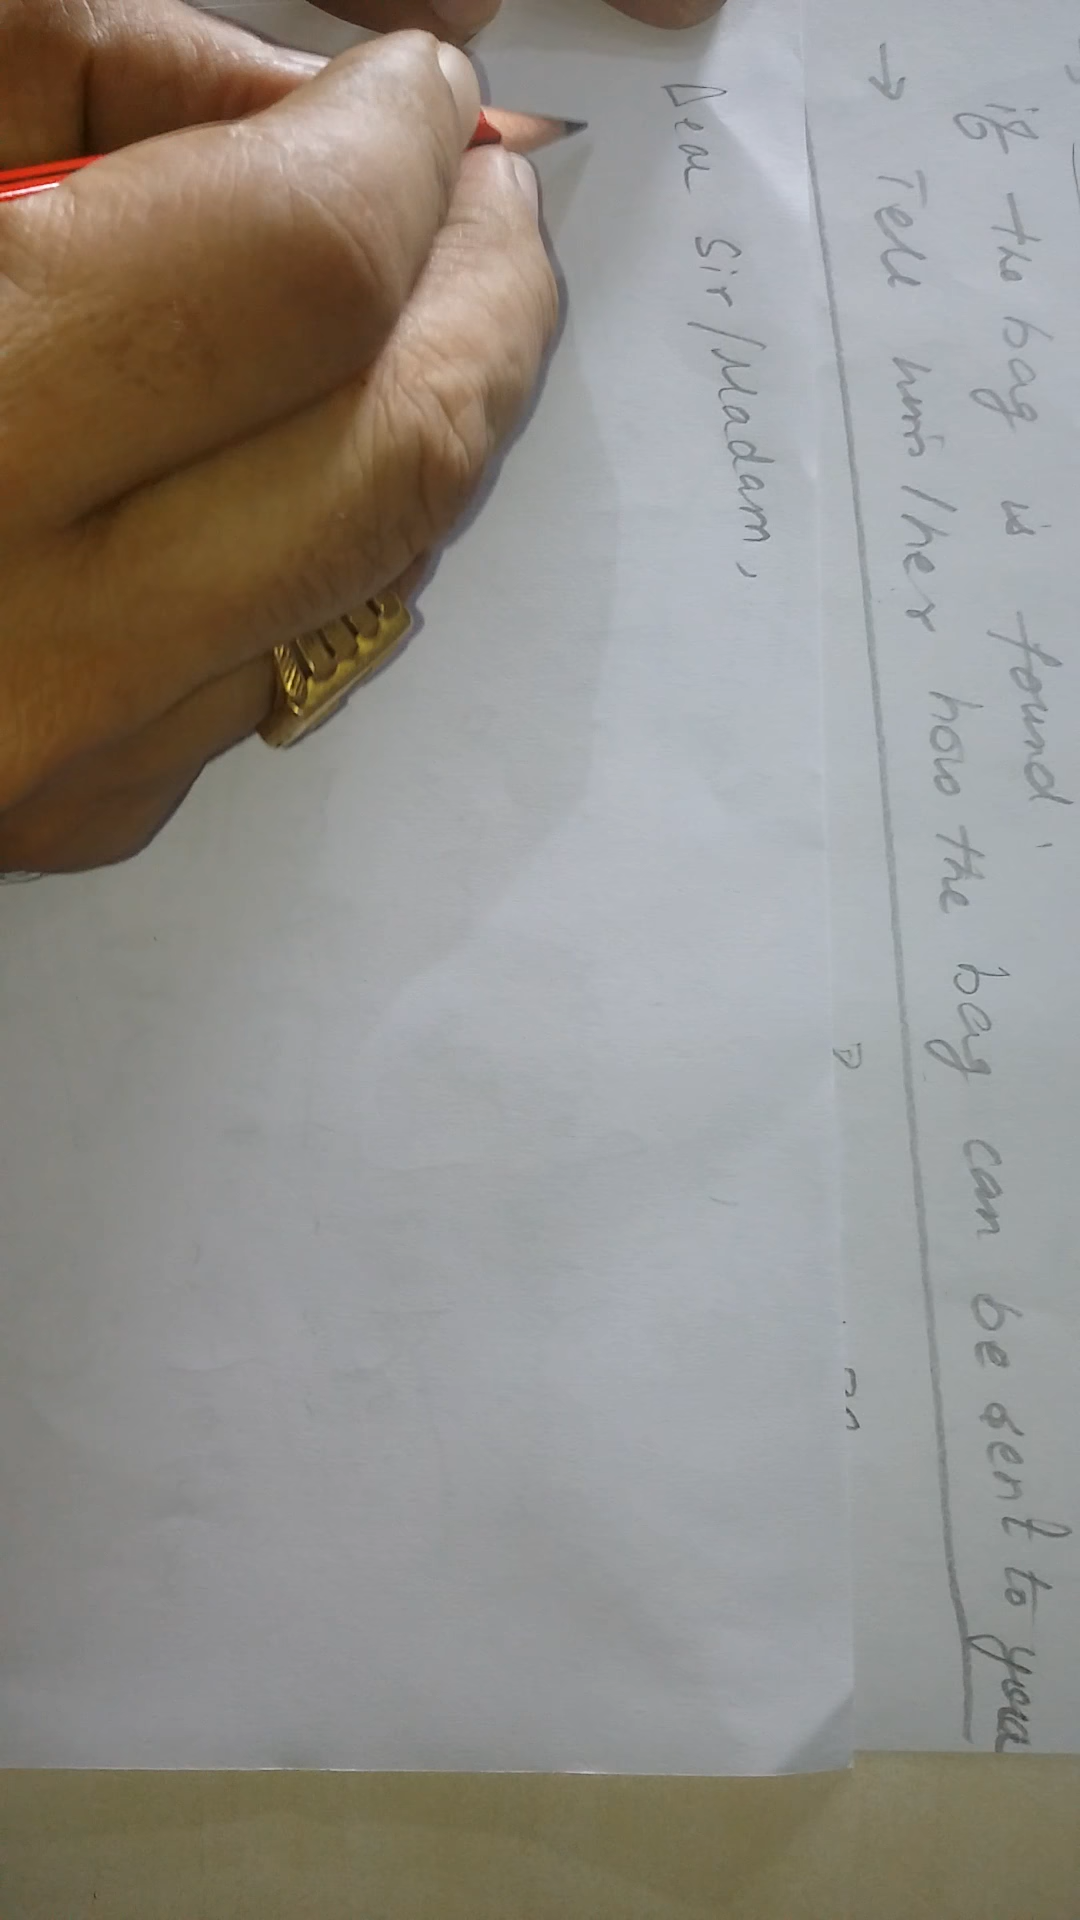 if the bag is found.
→ Tell him/her how the bag can be sent to you
Dear Sir/Madam,